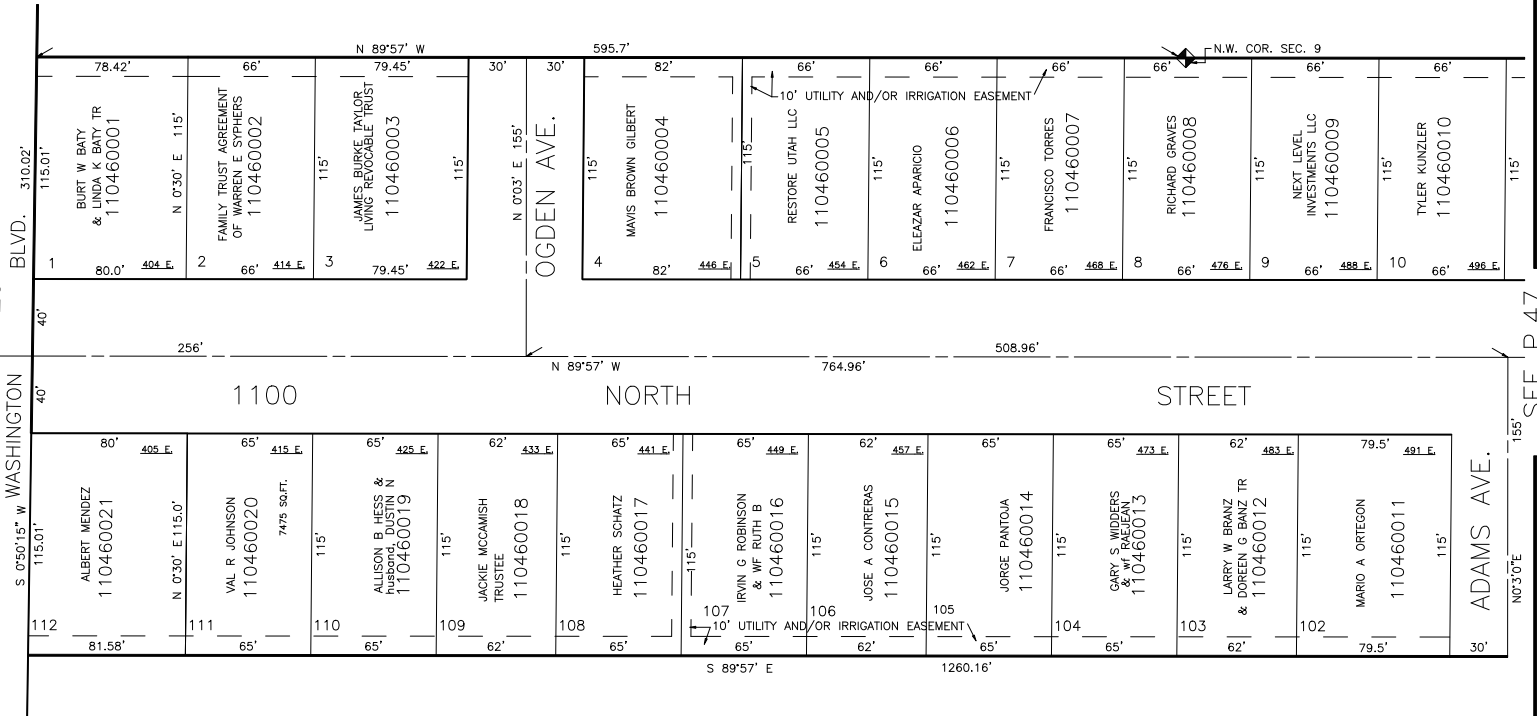 N 89°57' W
595.7'
N.W. COR. SEC. 9
78.42'
66'
79.45'
30'
30'
82'
66'
66'
66'
66'
66'
66'
10' UTILITY AND/OR IRRIGATION EASEMENT
310.02'
115.01'
BURT W BATY
& LINDA K BATY TR
110460001
N 0°30' E 115'
FAMILY TRUST AGREEMENT
OF WARREN E SYPHERS
110460002
115'
JAMES BURKE TAYLOR
LIVING REVOCABLE TRUST
110460003
115'
N 0°03' E 155'
OGDEN AVE.
115'
MAVIS BROWN GILBERT
110460004
115'
RESTORE UTAH LLC
110460005
115'
ELEAZAR APARICIO
110460006
115'
FRANCISCO TORRES
110460007
115'
RICHARD GRAVES
110460008
115'
NEXT LEVEL
INVESTMENTS LLC
110460009
115'
TYLER KUNZLER
110460010
115'
BLVD.
1
80.0'
404 E.
2
66'
414 E.
3
79.45'
422 E.
4
82'
446 E.
5
66'
454 E.
6
66'
462 E.
7
66'
468 E.
8
66'
476 E.
9
66'
488 E.
10
66'
496 E.
40'
256'
508.96'
N 89°57' W
764.96'
SEE P 47
40'
1100 NORTH STREET
WASHINGTON
80'
405 E.
65'
415 E.
65'
425 E.
62'
433 E.
65'
441 E.
65'
449 E.
62'
457 E.
65'
65'
473 E.
62'
483 E.
79.5'
491 E.
155'
S 0°50'15" W
115.01'
ALBERT MENDEZ
110460021
N 0°30' E 115.0'
VAL R JOHNSON
110460020
7475 SQ.FT.
115'
ALLISON B HESS &
husband, DUSTIN N
110460019
115'
JACKIE MCCAMISH
TRUSTEE
110460018
115'
HEATHER SCHATZ
110460017
115'
IRVIN G ROBINSON
& WF RUTH B
110460016
115'
JOSE A CONTRERAS
110460015
JORGE PANTOJA
110460014
115'
GARY S WIDDERS
& wf RAEJEAN
110460013
115'
LARRY W BRANZ
& DOREEN G BANZ TR
110460012
115'
MARIO A ORTEGON
110460011
115'
ADAMS AVE.
N0°3'0"E
112
111
110
109
108
107
106
105
104
103
102
10' UTILITY AND/OR IRRIGATION EASEMENT
81.58'
65'
65'
62'
65'
65'
62'
65'
65'
62'
79.5'
30'
S 89°57' E
1260.16'